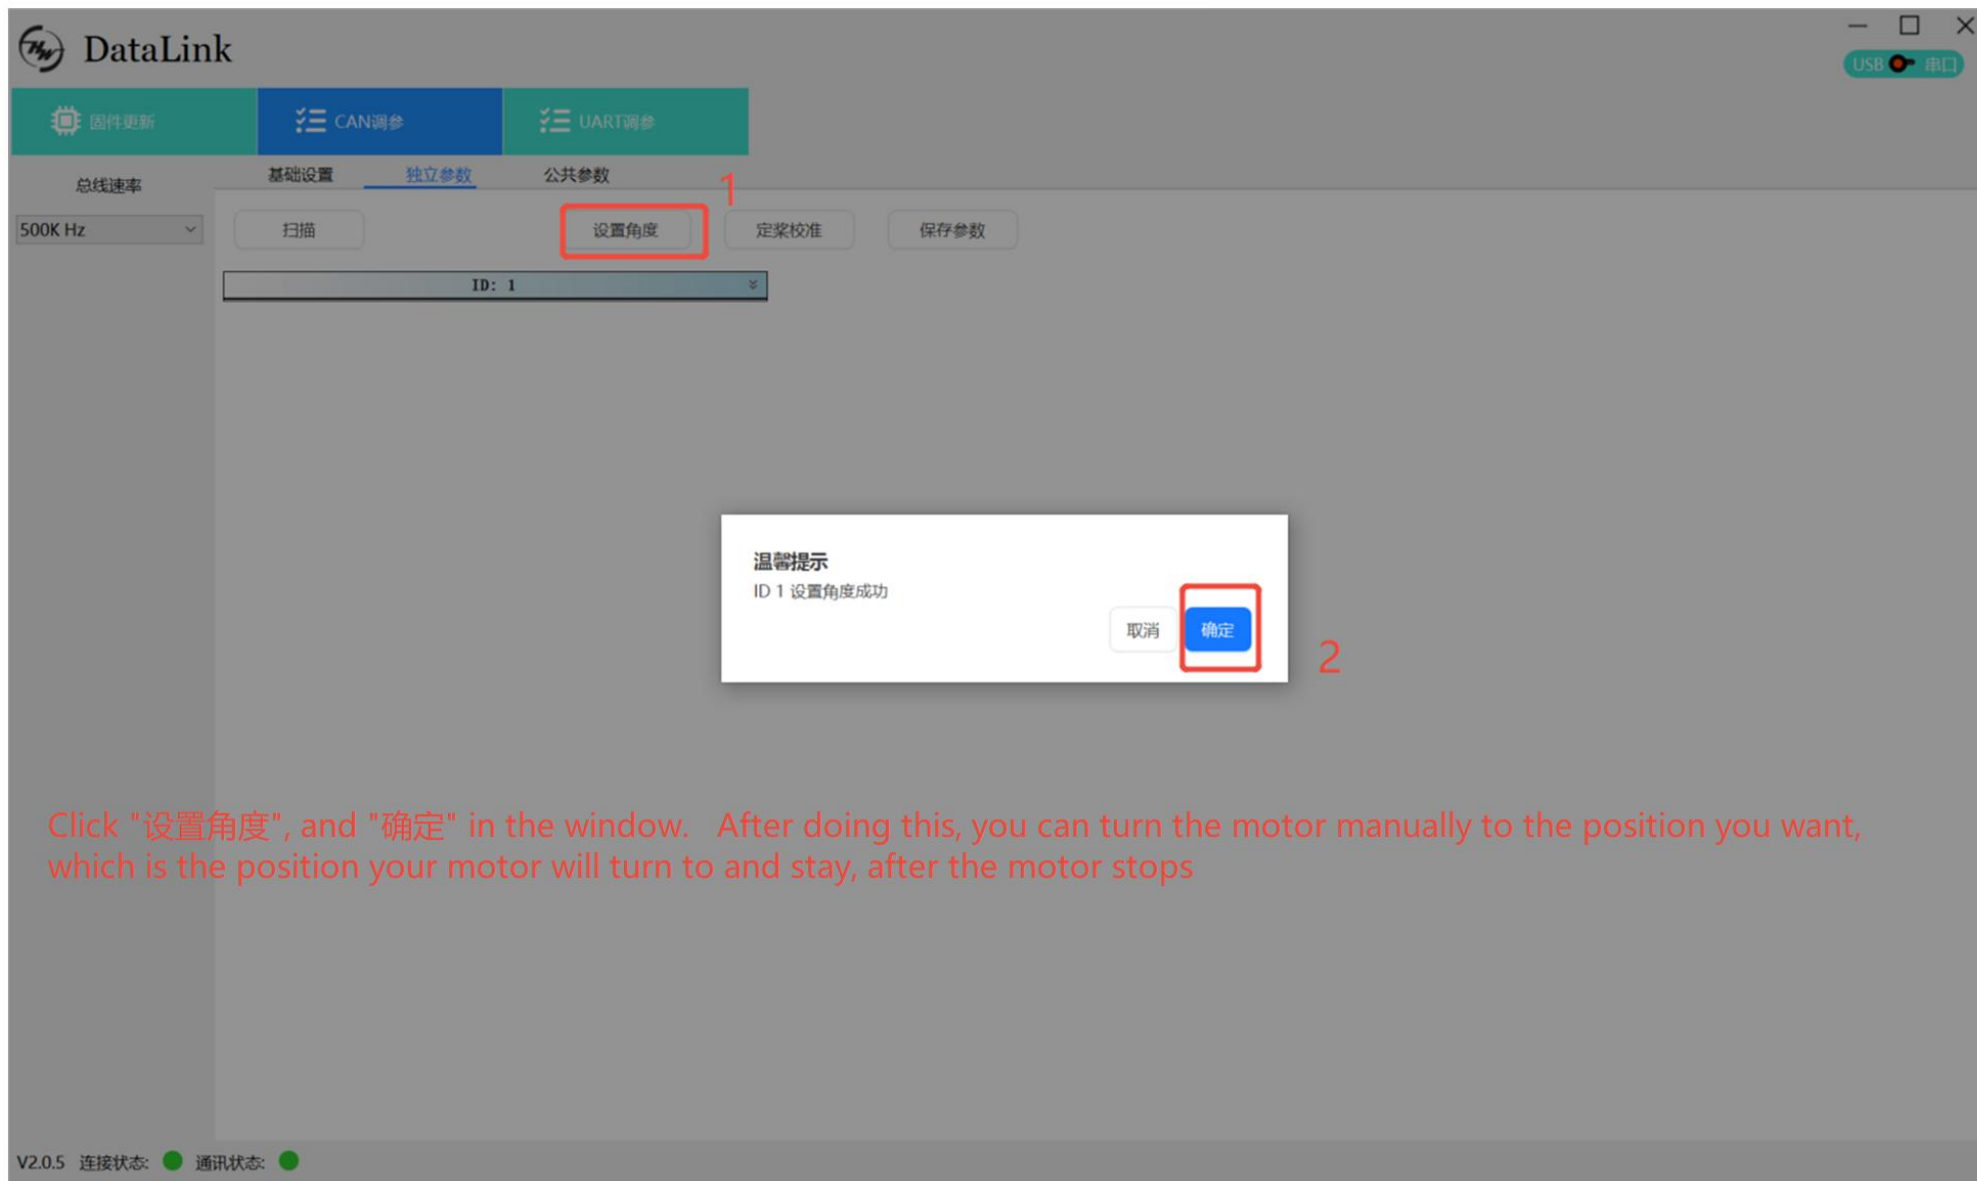 DataLink
USB 串口
固件更新 CAN调参 UART调参
总线速率 基础设置 独立参数 公共参数
1
500K Hz 扫描 设置角度 定桨校准 保存参数
ID: 1
温馨提示
ID 1 设置角度成功
取消 确定
2
Click "设置角度", and "确定" in the window. After doing this, you can turn the motor manually to the position you want,
which is the position your motor will turn to and stay, after the motor stops
V2.0.5 连接状态: 通讯状态: